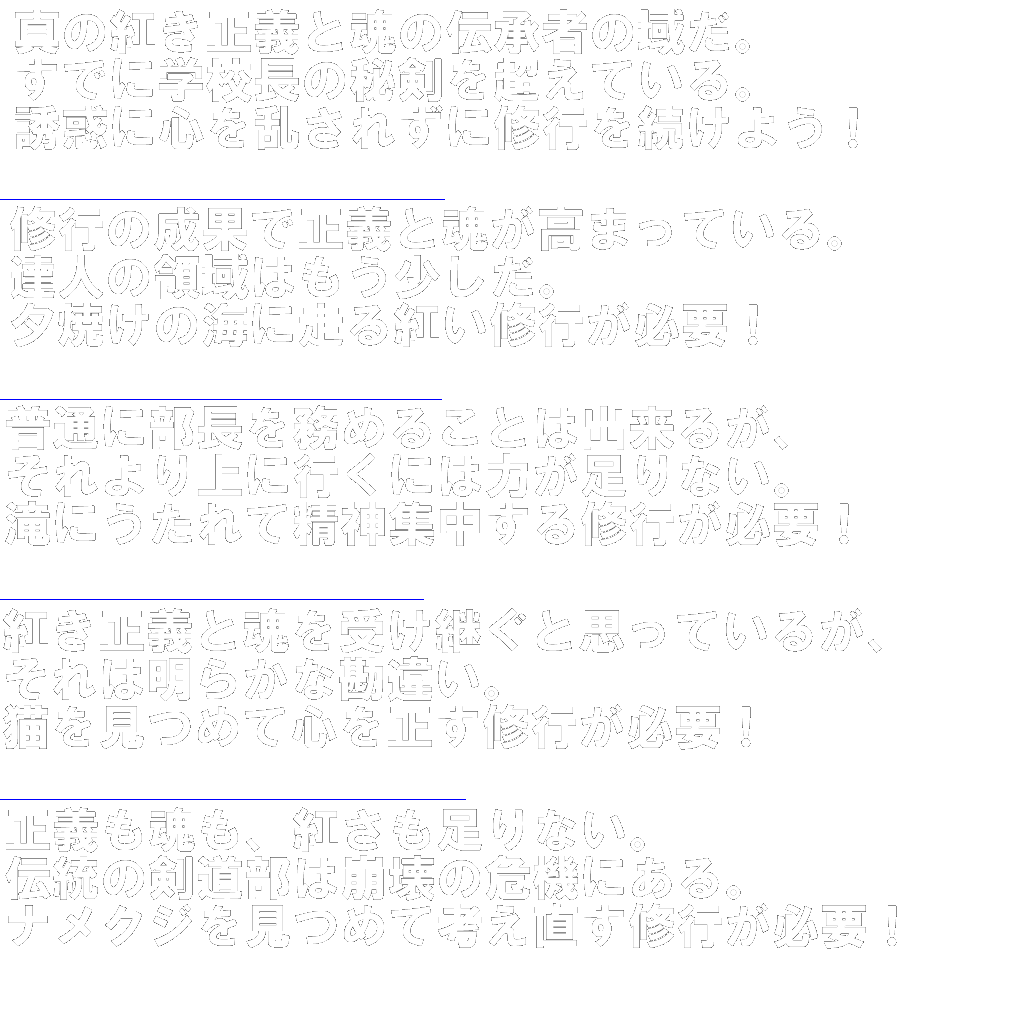 真の紅き正義と魂の伝承者の域だ。
すでに学校長の秘剣を超えている。
誘惑に心を乱されずに修行を続けよう！
修行の成果で正義と魂が高まっている。
達人の領域はもう少しだ。
夕焼けの海に迚る紅い修行が必要！
普通に部長を務めることは出来るが、
それより上に行くには力が足りない。
滝にうたれて精神集中する修行が必要！
紅き正義と魂を受け継ぐと思っているが、
それは明らかな勘違い。
猫を見つめて心を正す修行が必要！
正義も魂も、紅さも足りない。
伝統の剣道部は崩壊の危機にある。
ナメクジを見つめて考え直す修行が必要！